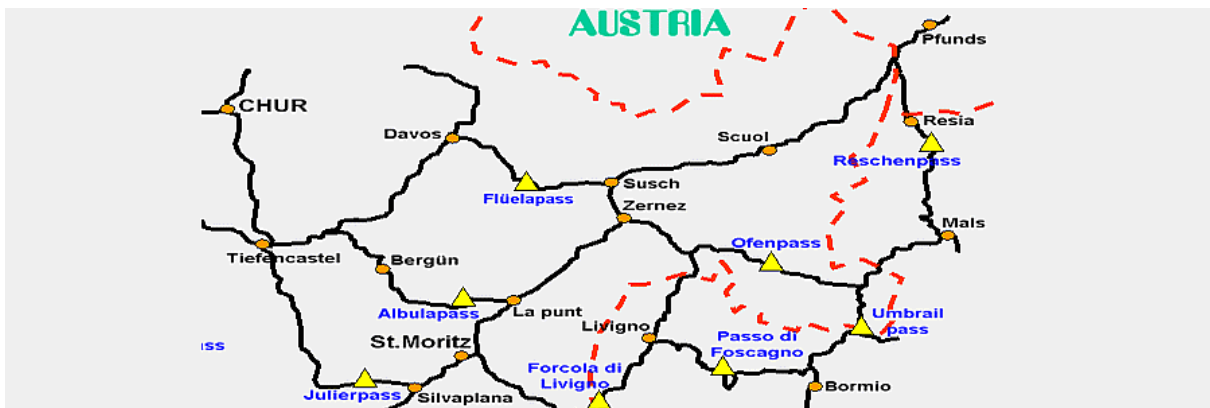 AUSTRIA
Pfunds
CHUR
Resia
Davos
Scuol
Reschenpass
Susch
Flüelapass
Zernez
Mals
Ofenpass
Tiefencastel
Bergün
Albulapass
La punt
Livigno
Umbrail
pass
St.Moritz
Passo di
Foscagno
ss
Forcola di
Livigno
Julierpass
Silvaplana
Bormio